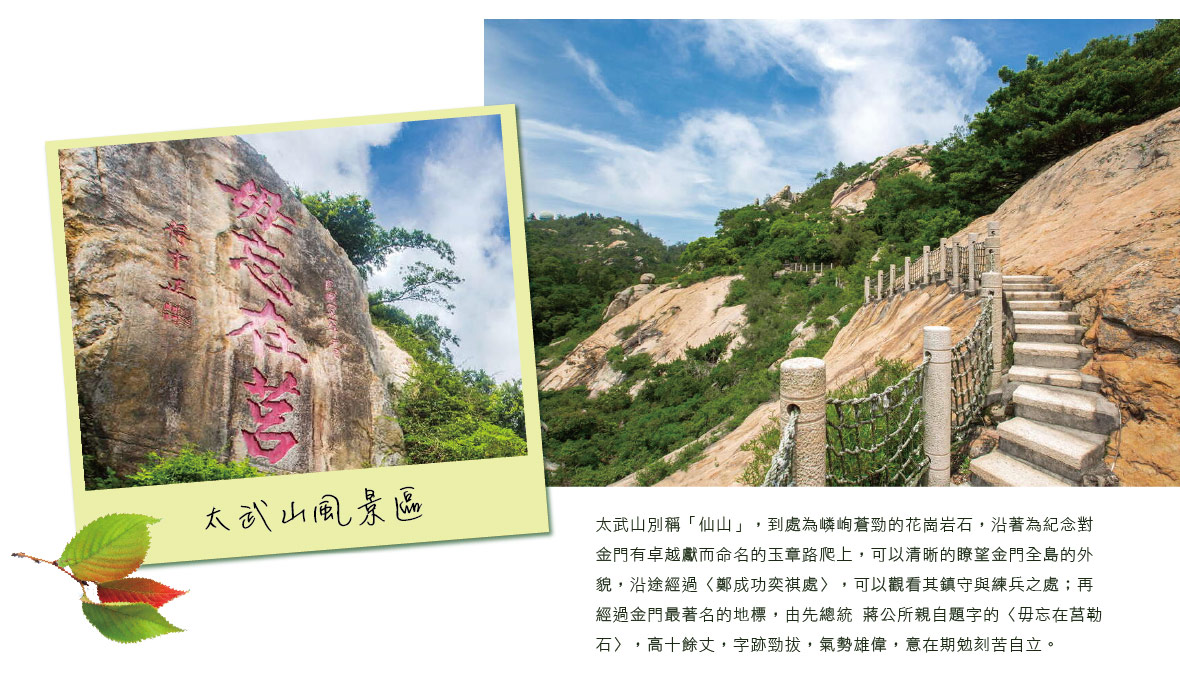 毋忘在莒
蔣中正
太武山風景區
太武山別稱「仙山」，到處為嶙峋蒼勁的花崗岩石，沿著為紀念對
金門有卓越獻而命名的玉章路爬上，可以清晰的瞭望金門全島的外
貌，沿途經過〈鄭成功奕祺處〉，可以觀看其鎮守與練兵之處；再
經過金門最著名的地標，由先總統 蔣公所親自題字的〈毋忘在莒勒
石〉，高十餘丈，字跡勁拔，氣勢雄偉，意在期勉刻苦自立。